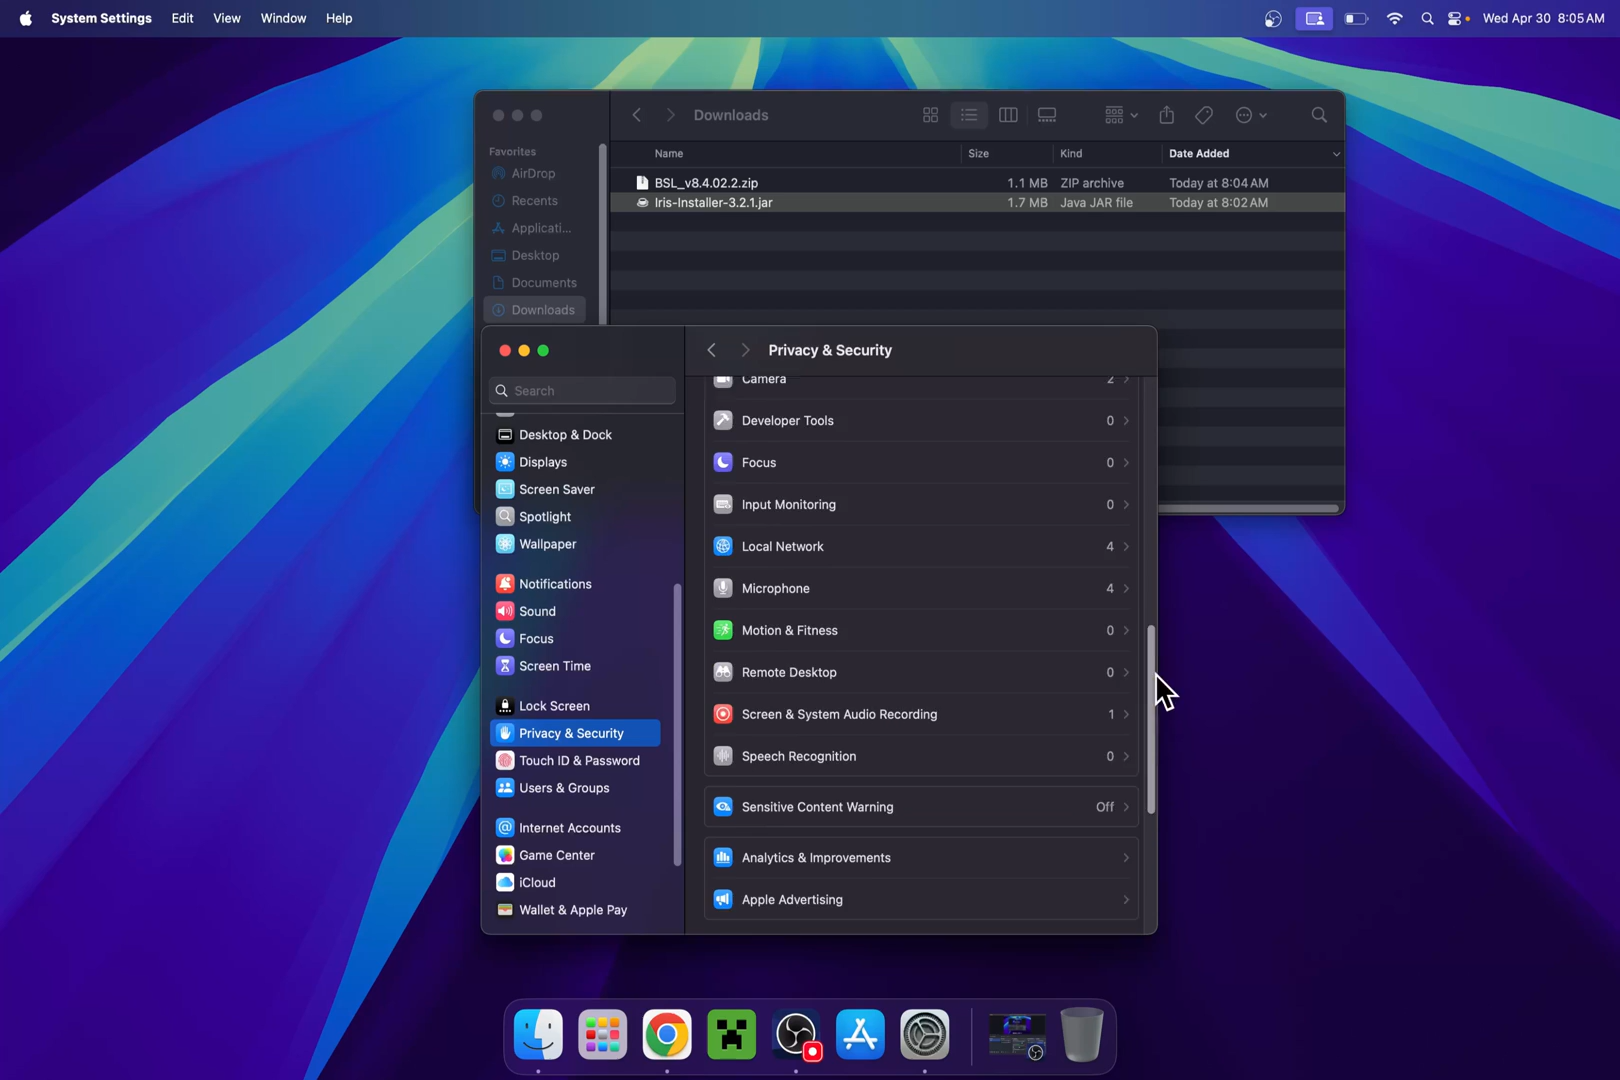 System Settings Edit View Window Help
Wed Apr 30 8:05 AM
Downloads
Favorites
AirDrop
Recents
Applicati...
Desktop
Documents
Downloads
Name Size Kind Date Added
BSL_v8.4.02.2.zip 1.1 MB ZIP archive Today at 8:04 AM
Iris-Installer-3.2.1.jar 1.7 MB Java JAR file Today at 8:02 AM
Search
Desktop & Dock
Displays
Screen Saver
Spotlight
Wallpaper
Notifications
Sound
Focus
Screen Time
Lock Screen
Privacy & Security
Touch ID & Password
Users & Groups
Internet Accounts
Game Center
iCloud
Wallet & Apple Pay
Privacy & Security
Camera 2
Developer Tools 0
Focus 0
Input Monitoring 0
Local Network 4
Microphone 4
Motion & Fitness 0
Remote Desktop 0
Screen & System Audio Recording 1
Speech Recognition 0
Sensitive Content Warning Off
Analytics & Improvements
Apple Advertising